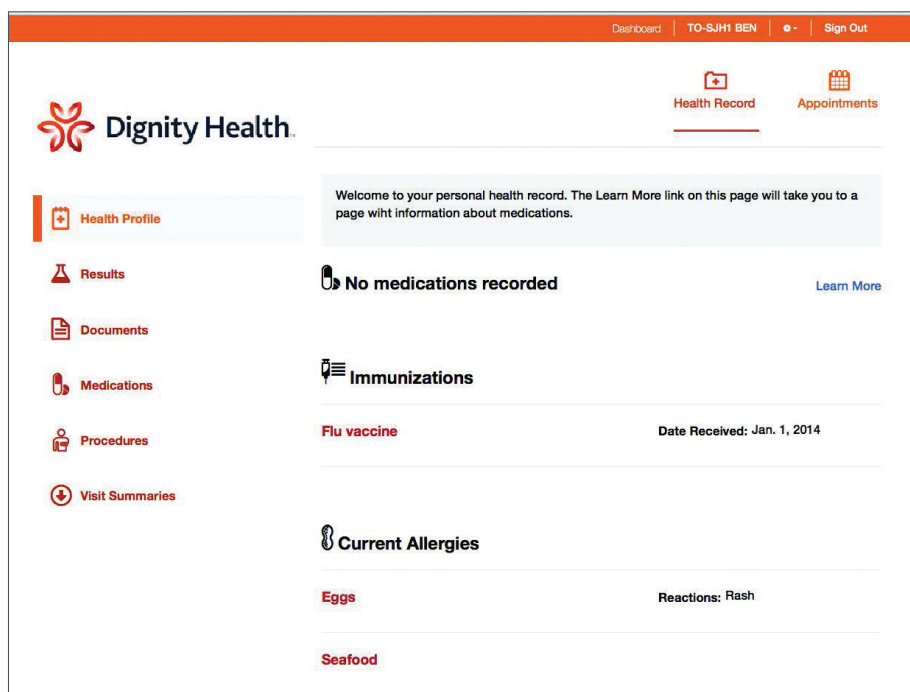 Dashboard TO-SJH1 BEN Sign Out
Health Record Appointments
Dignity Health
Welcome to your personal health record. The Learn More link on this page will take you to a
page wiht information about medications.
Health Profile
Results
Documents
Medications
Procedures
Visit Summaries
No medications recorded Learn More
Immunizations
Flu vaccine Date Received: Jan. 1, 2014
Current Allergies
Eggs Reactions: Rash
Seafood